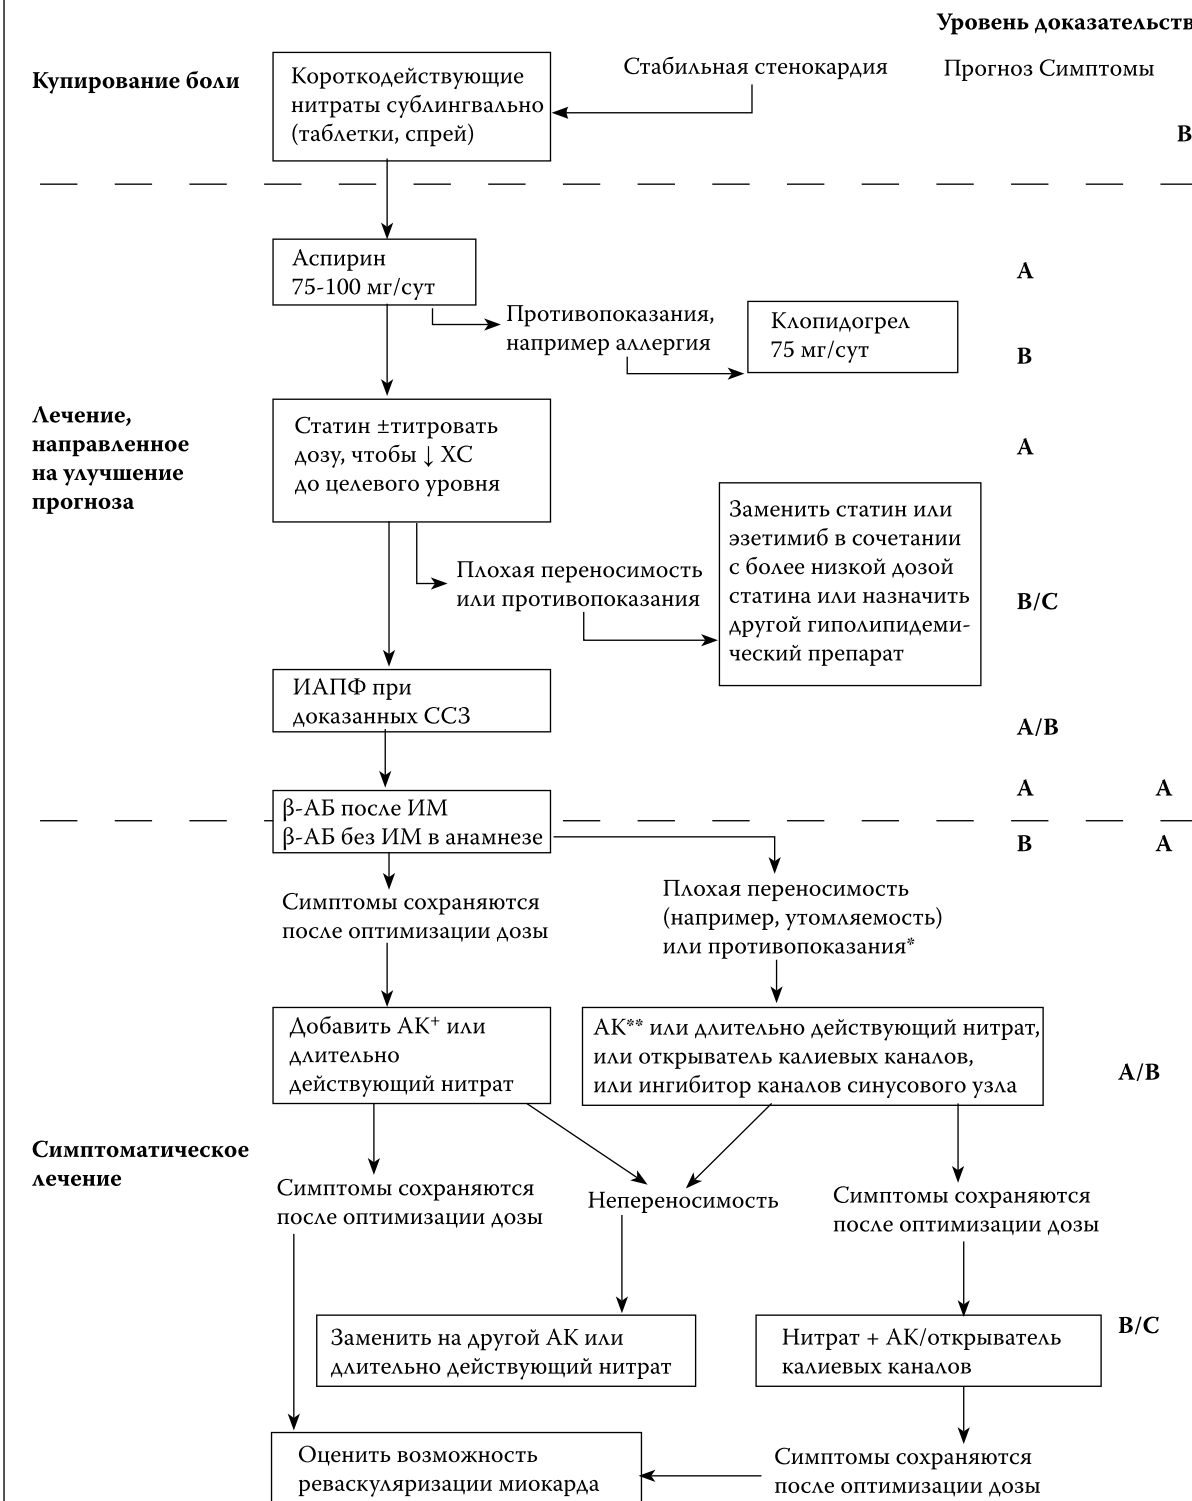 Уровень доказательств
Купирование боли
Короткодействующие
нитраты сублингвально
(таблетки, спрей)
Стабильная стенокардия
Прогноз Симптомы
B
Аспирин
75-100 мг/сут
A
Противопоказания,
например аллергия
Клопидогрел
75 мг/сут
B
Лечение,
направленное
на улучшение
прогноза
Статин ±титровать
дозу, чтобы ↓ ХС
до целевого уровня
A
Плохая переносимость
или противопоказания
Заменить статин или
эзетимиб в сочетании
с более низкой дозой
статина или назначить
другой гиполипидеми-
ческий препарат
B/C
ИАПФ при
доказанных ССЗ
A/B
β-АБ после ИМ
A A
β-АБ без ИМ в анамнезе
B A
Симптомы сохраняются
после оптимизации дозы
Плохая переносимость
(например, утомляемость)
или противопоказания*
Добавить АК⁺ или
длительно
действующий нитрат
АК** или длительно действующий нитрат,
или открыватель калиевых каналов,
или ингибитор каналов синусового узла
A/B
Симптоматическое
лечение
Симптомы сохраняются
после оптимизации дозы
Непереносимость
Симптомы сохраняются
после оптимизации дозы
Заменить на другой АК или
длительно действующий нитрат
Нитрат + АК/открыватель
калиевых каналов
B/C
Оценить возможность
реваскуляризации миокарда
Симптомы сохраняются
после оптимизации дозы